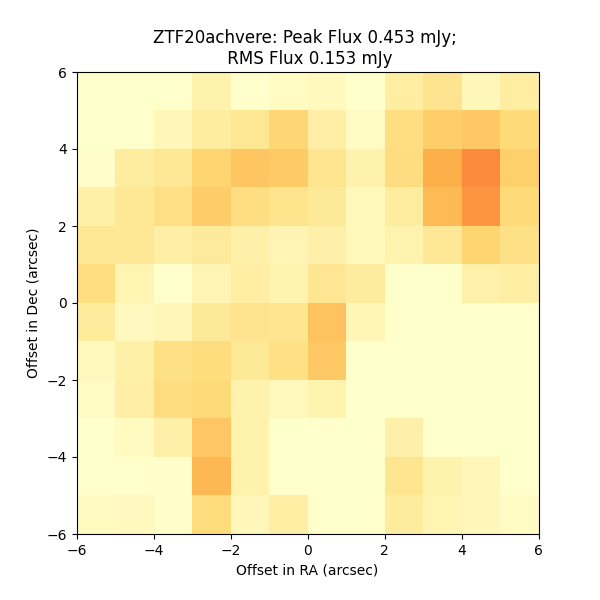 ZTF20achvere: Peak Flux 0.453 mJy;
RMS Flux 0.153 mJy
6
4
2
0
−2
−4
−6
Offset in Dec (arcsec)
−6 −4 −2 0 2 4 6
Offset in RA (arcsec)